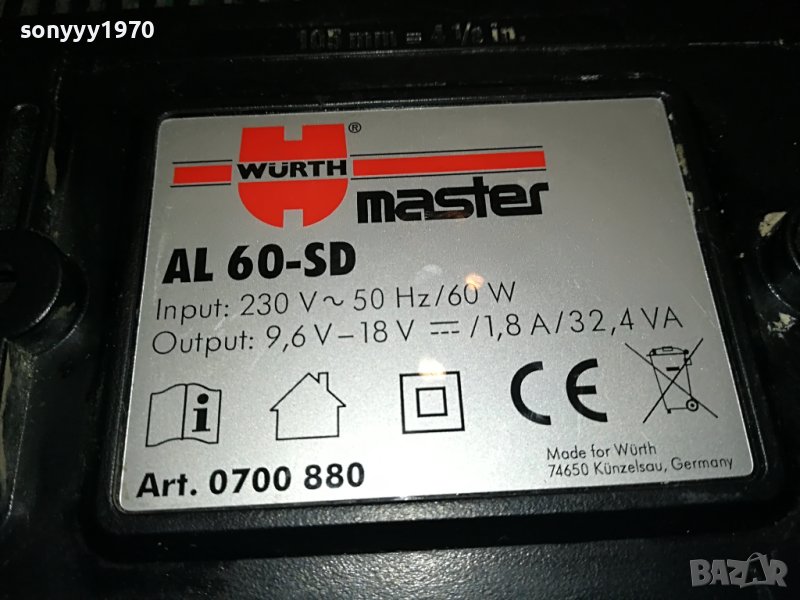 sonyyy1970
105 mm = 4 1/8 in.
WÜRTH®
master
AL 60-SD
Input: 230 V ~ 50 Hz/60 W
Output: 9,6 V – 18 V ⎓ /1,8 A/32,4 VA
i
CE
Art. 0700 880
Made for Würth
74650 Künzelsau, Germany
BAZAR